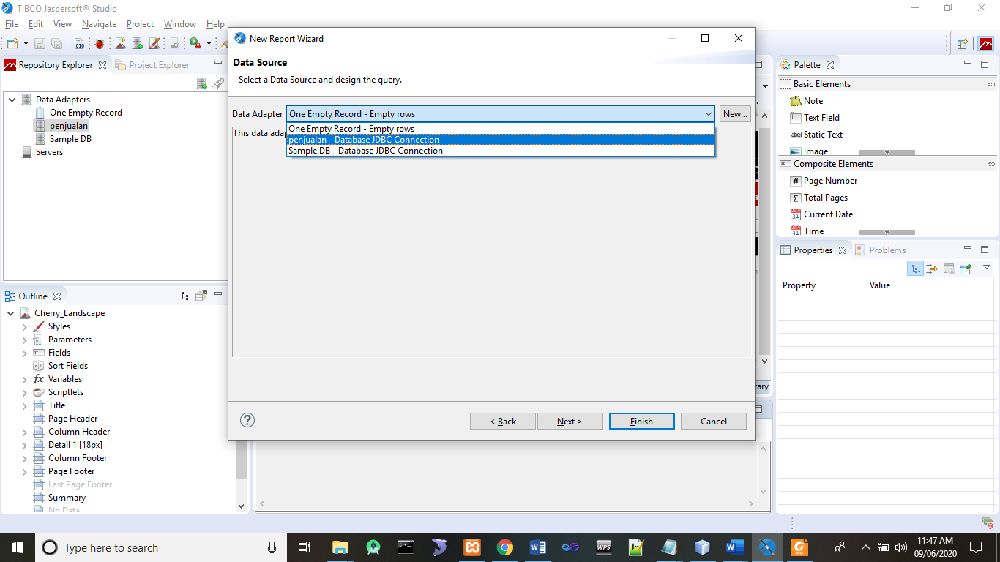 TIBCO Jaspersoft® Studio
File Edit View Navigate Project Window Help
New Report Wizard
Data Source
Select a Data Source and design the query.
Data Adapter
One Empty Record - Empty rows
New...
One Empty Record - Empty rows
penjualan - Database JDBC Connection
Sample DB - Database JDBC Connection
This data
< Back
Next >
Finish
Cancel
Repository Explorer
Project Explorer
Data Adapters
One Empty Record
penjualan
Sample DB
Servers
Outline
Cherry_Landscape
Styles
Parameters
Fields
Sort Fields
Variables
Scriptlets
Title
Page Header
Column Header
Detail 1 [18px]
Column Footer
Page Footer
Last Page Footer
Summary
No Data
Palette
Basic Elements
Note
Text Field
label Static Text
Image
Composite Elements
# Page Number
Σ Total Pages
31 Current Date
31 Time
Properties
Problems
Property
Value
Type here to search
WPS
11:47 AM
09/06/2020